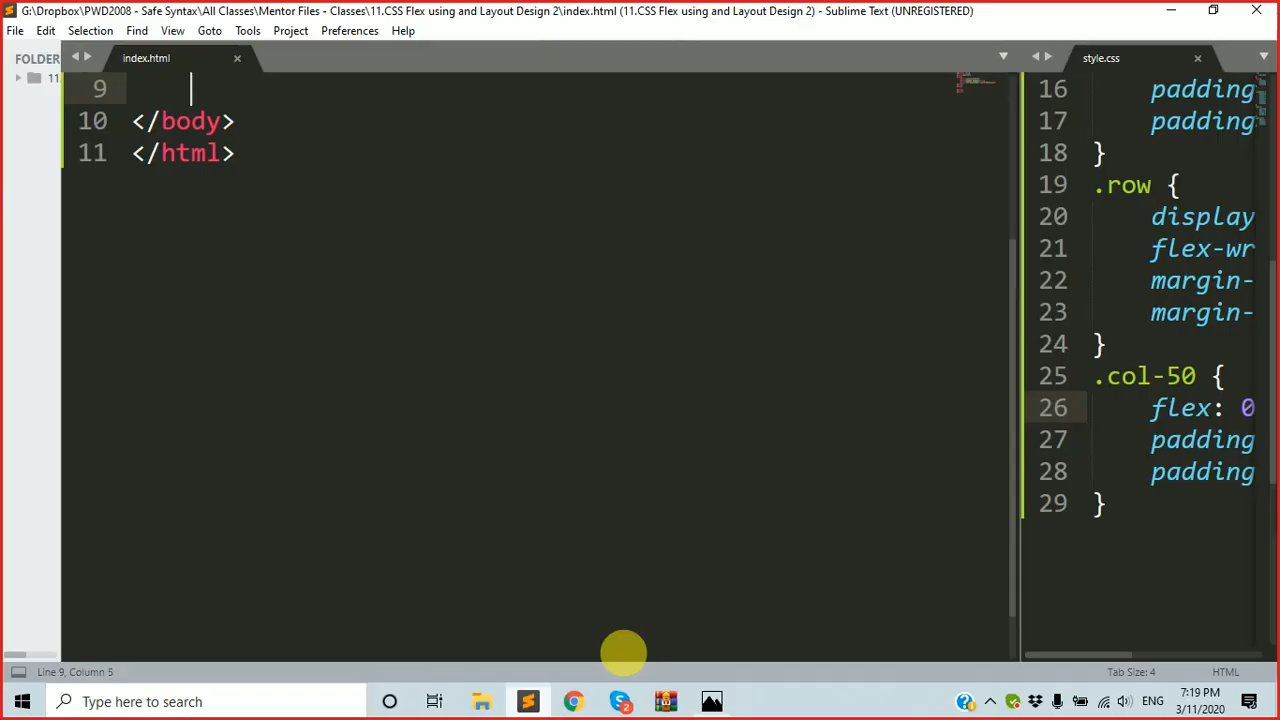 G:\Dropbox\PWD2008 - Safe Syntax\All Classes\Mentor Files - Classes\11.CSS Flex using and Layout Design 2\index.html (11.CSS Flex using and Layout Design 2) - Sublime Text (UNREGISTERED)
File Edit Selection Find View Goto Tools Project Preferences Help
FOLDER
11.
index.html
9
10 </body>
11 </html>
style.css
16 padding
17 padding
18 }
19 .row {
20 display
21 flex-wr
22 margin-
23 margin-
24 }
25 .col-50 {
26 flex: 0
27 padding
28 padding
29 }
Line 9, Column 5
Tab Size: 4
HTML
Type here to search
2
ENG
7:19 PM
3/11/2020